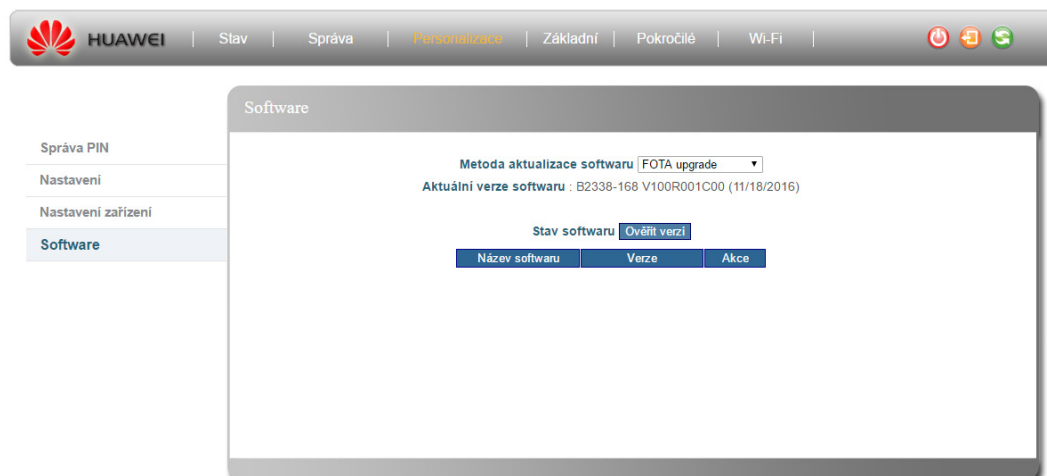 HUAWEI | Stav | Správa | Personalizace | Základní | Pokročilé | Wi-Fi |
Software
Správa PIN
Nastavení
Nastavení zařízení
Software
Metoda aktualizace softwaru FOTA upgrade
Aktuální verze softwaru : B2338-168 V100R001C00 (11/18/2016)
Stav softwaru Ověřit verzi
Název softwaru Verze Akce